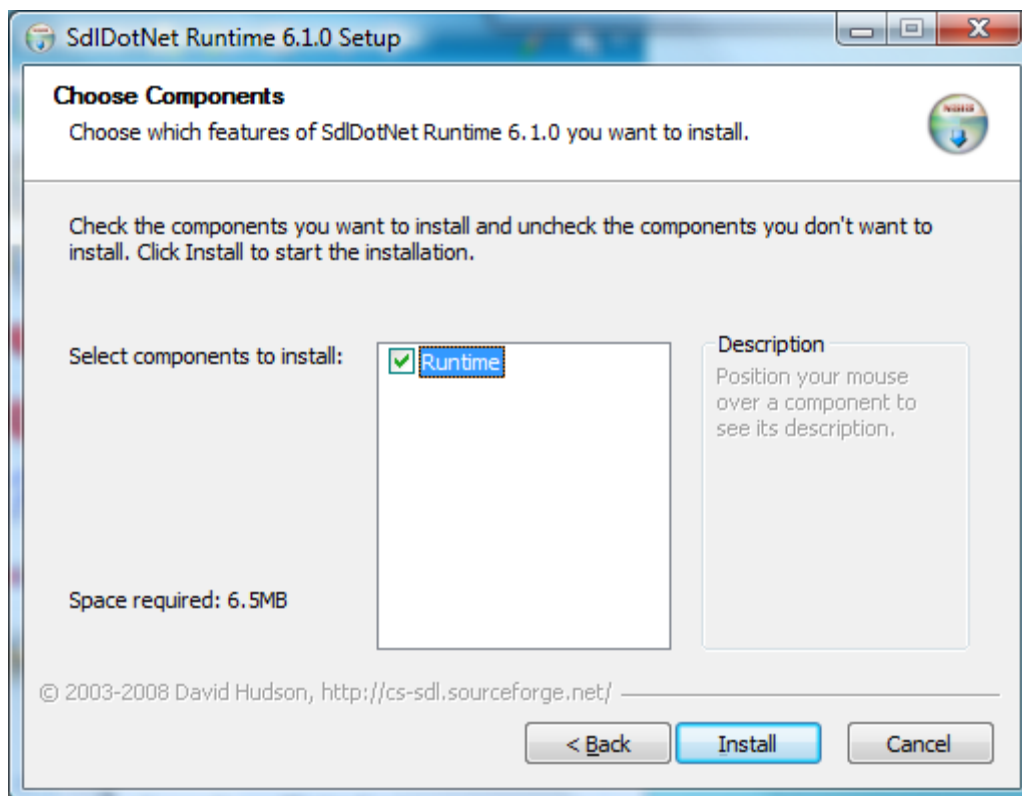 SdlDotNet Runtime 6.1.0 Setup
Choose Components
Choose which features of SdlDotNet Runtime 6.1.0 you want to install.
Check the components you want to install and uncheck the components you don't want to
install. Click Install to start the installation.
Select components to install:
Runtime
Description
Position your mouse
over a component to
see its description.
Space required: 6.5MB
© 2003-2008 David Hudson, http://cs-sdl.sourceforge.net/
< Back
Install
Cancel